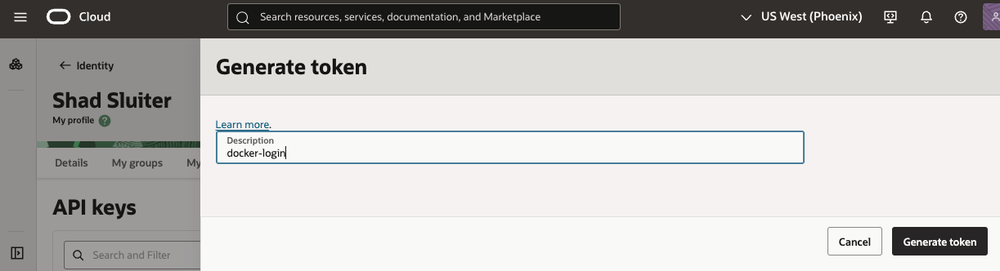 Cloud
Search resources, services, documentation, and Marketplace
US West (Phoenix)
Identity
Shad Sluiter
My profile ?
Details My groups My
API keys
Search and Filter
Generate token
Learn more.
Description
docker-login
Cancel Generate token